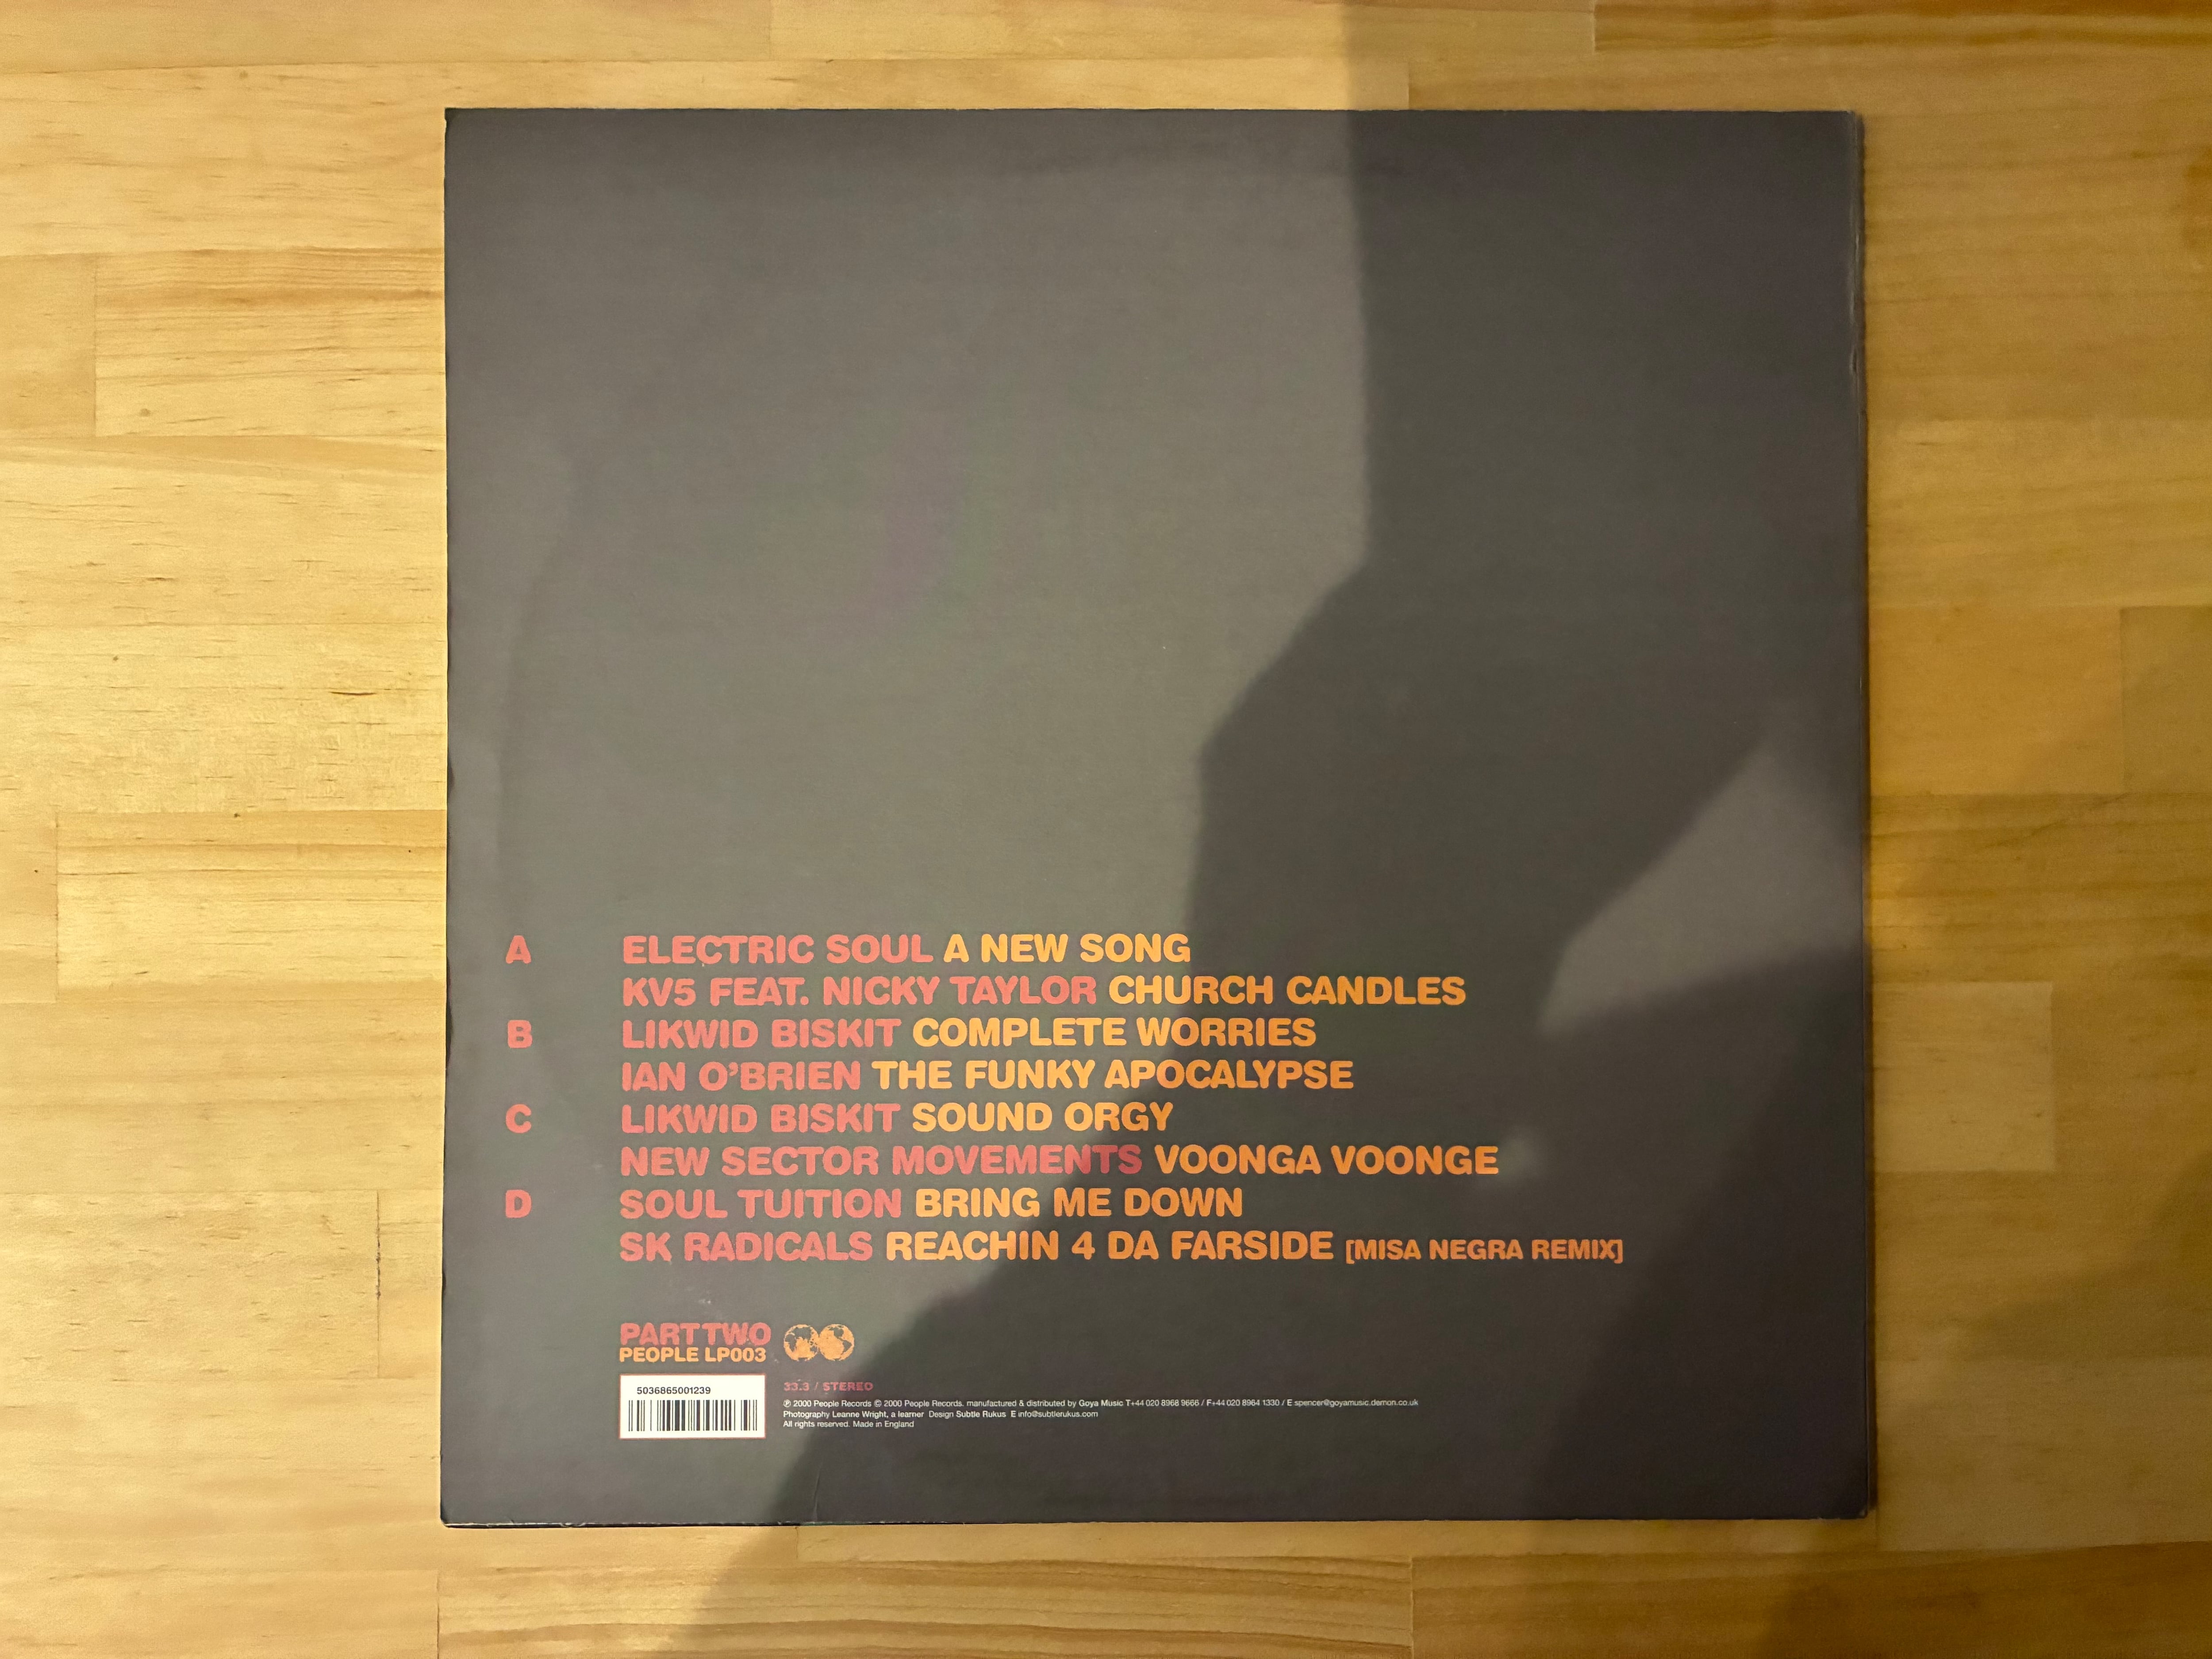 A ELECTRIC SOUL A NEW SONG
KV5 FEAT. NICKY TAYLOR CHURCH CANDLES
B LIKWID BISKIT COMPLETE WORRIES
IAN O'BRIEN THE FUNKY APOCALYPSE
C LIKWID BISKIT SOUND ORGY
NEW SECTOR MOVEMENTS VOONGA VOONGE
D SOUL TUITION BRING ME DOWN
SK RADICALS REACHIN 4 DA FARSIDE [MISA NEGRA REMIX]
PART TWO
PEOPLE LP003
5036865001239
33.3 / STEREO
℗ 2000 People Records © 2000 People Records. manufactured & distributed by Goya Music T+44 020 8968 9666 / F+44 020 8964 1330 / E spencer@goyamusic.demon.co.uk
Photography Leanne Wright, a learner Design Subtle Rukus E info@subtlerukus.com
All rights reserved. Made in England